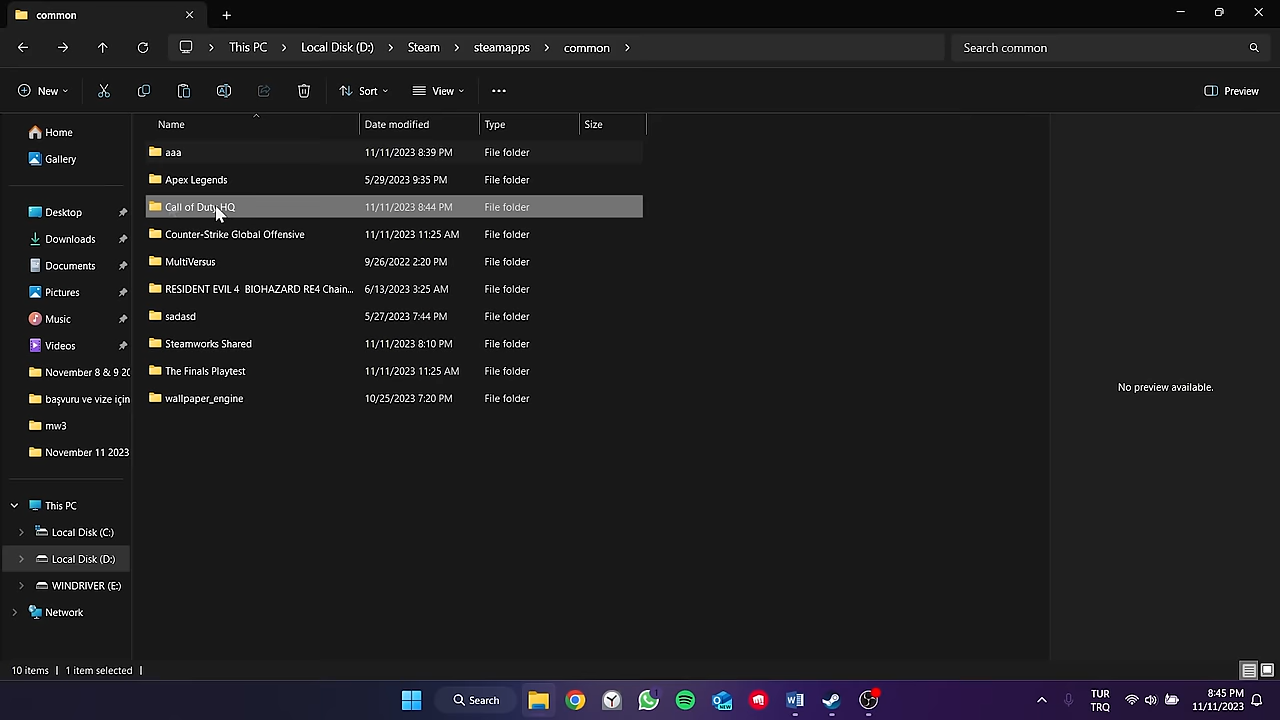 common
This PC
Local Disk (D:)
Steam
steamapps
common
Search common
New
Sort
View
Preview
Name
Date modified
Type
Size
Home
Gallery
Desktop
Downloads
Documents
Pictures
Music
Videos
November 8 & 9 20
başvuru ve vize için
mw3
November 11 2023
This PC
Local Disk (C:)
Local Disk (D:)
WINDRIVER (E:)
Network
aaa 11/11/2023 8:39 PM File folder
Apex Legends 5/29/2023 9:35 PM File folder
Call of Duty HQ 11/11/2023 8:44 PM File folder
Counter-Strike Global Offensive 11/11/2023 11:25 AM File folder
MultiVersus 9/26/2022 2:20 PM File folder
RESIDENT EVIL 4 BIOHAZARD RE4 Chain... 6/13/2023 3:25 AM File folder
sadasd 5/27/2023 7:44 PM File folder
Steamworks Shared 11/11/2023 8:10 PM File folder
The Finals Playtest 11/11/2023 11:25 AM File folder
wallpaper_engine 10/25/2023 7:20 PM File folder
No preview available.
10 items 1 item selected
Search
TUR
TRQ
8:45 PM
11/11/2023